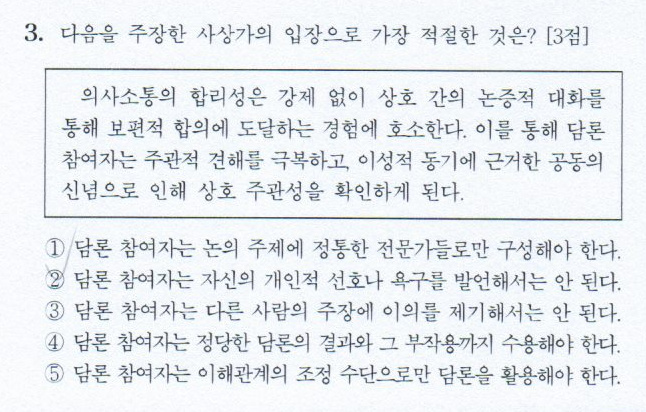 3. 다음을 주장한 사상가의 입장으로 가장 적절한 것은? [3점]
의사소통의 합리성은 강제 없이 상호 간의 논증적 대화를
통해 보편적 합의에 도달하는 경험에 호소한다. 이를 통해 담론
참여자는 주관적 견해를 극복하고, 이성적 동기에 근거한 공동의
신념으로 인해 상호 주관성을 확인하게 된다.
① 담론 참여자는 논의 주제에 정통한 전문가들로만 구성해야 한다.
② 담론 참여자는 자신의 개인적 선호나 욕구를 발언해서는 안 된다.
③ 담론 참여자는 다른 사람의 주장에 이의를 제기해서는 안 된다.
④ 담론 참여자는 정당한 담론의 결과와 그 부작용까지 수용해야 한다.
⑤ 담론 참여자는 이해관계의 조정 수단으로만 담론을 활용해야 한다.